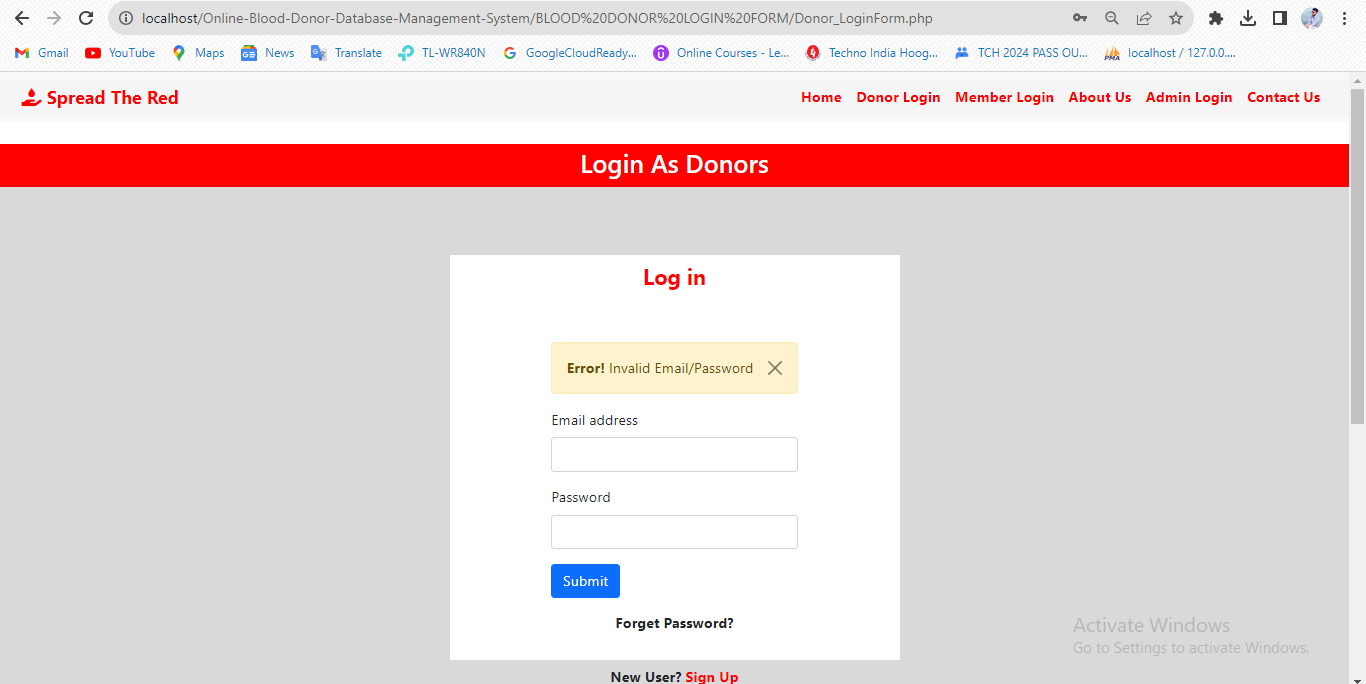 localhost/Online-Blood-Donor-Database-Management-System/BLOOD%20DONOR%20LOGIN%20FORM/Donor_LoginForm.php
Gmail YouTube Maps News Translate TL-WR840N GoogleCloudReady... Online Courses - Le... Techno India Hoog... TCH 2024 PASS OU... PMA localhost / 127.0.0....
Spread The Red Home Donor Login Member Login About Us Admin Login Contact Us
Login As Donors
Log in
Error! Invalid Email/Password
Email address
Password
Submit
Forget Password?
New User? Sign Up
Activate Windows
Go to Settings to activate Windows.